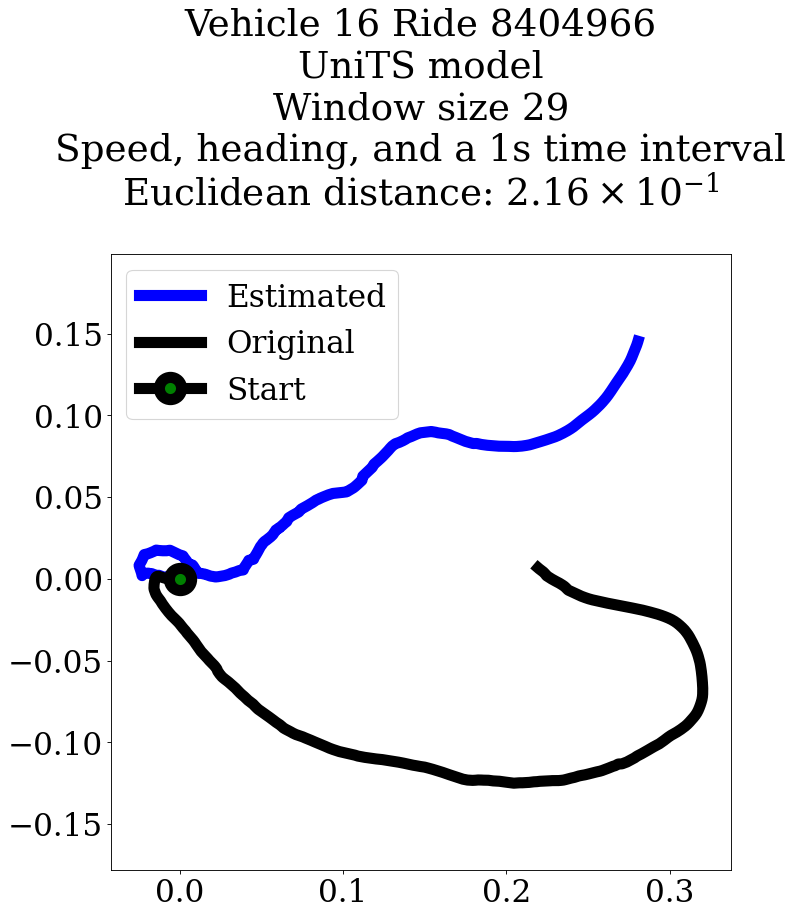 Vehicle 16 Ride 8404966
UniTS model
Window size 29
Speed, heading, and a 1s time interval
Euclidean distance: 2.16 × 10⁻¹
Estimated
Original
Start
0.15
0.10
0.05
0.00
−0.05
−0.10
−0.15
0.0 0.1 0.2 0.3